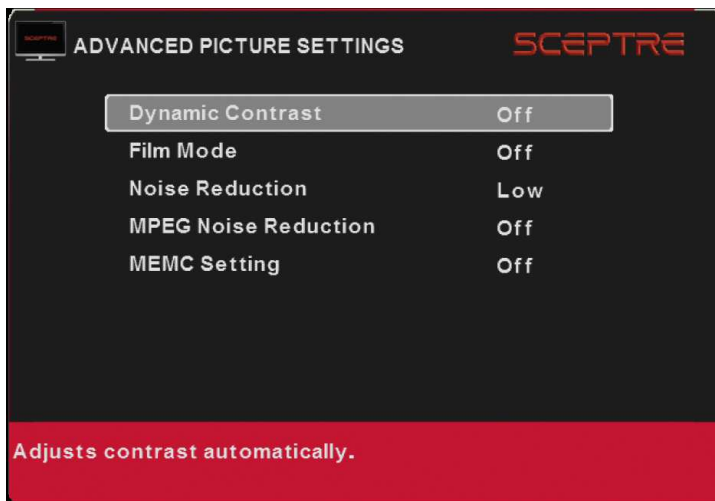 SCEPTRE
ADVANCED PICTURE SETTINGS
SCEPTRE
Dynamic Contrast Off
Film Mode Off
Noise Reduction Low
MPEG Noise Reduction Off
MEMC Setting Off
Adjusts contrast automatically.